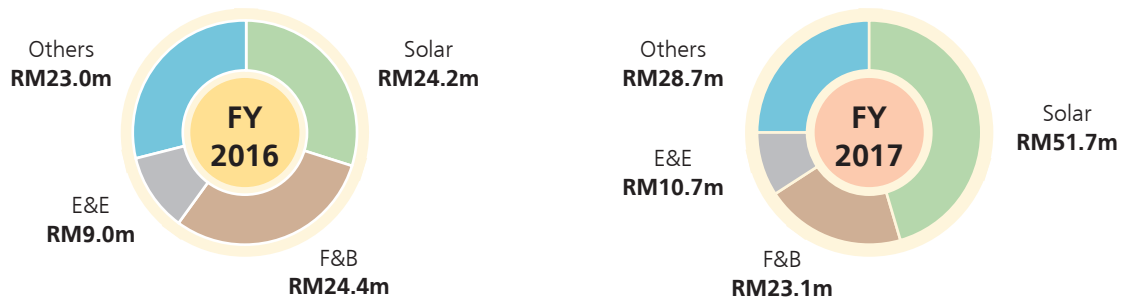 Others
RM23.0m
Solar
RM24.2m
FY
2016
E&E
RM9.0m
F&B
RM24.4m
Others
RM28.7m
Solar
RM51.7m
FY
2017
E&E
RM10.7m
F&B
RM23.1m